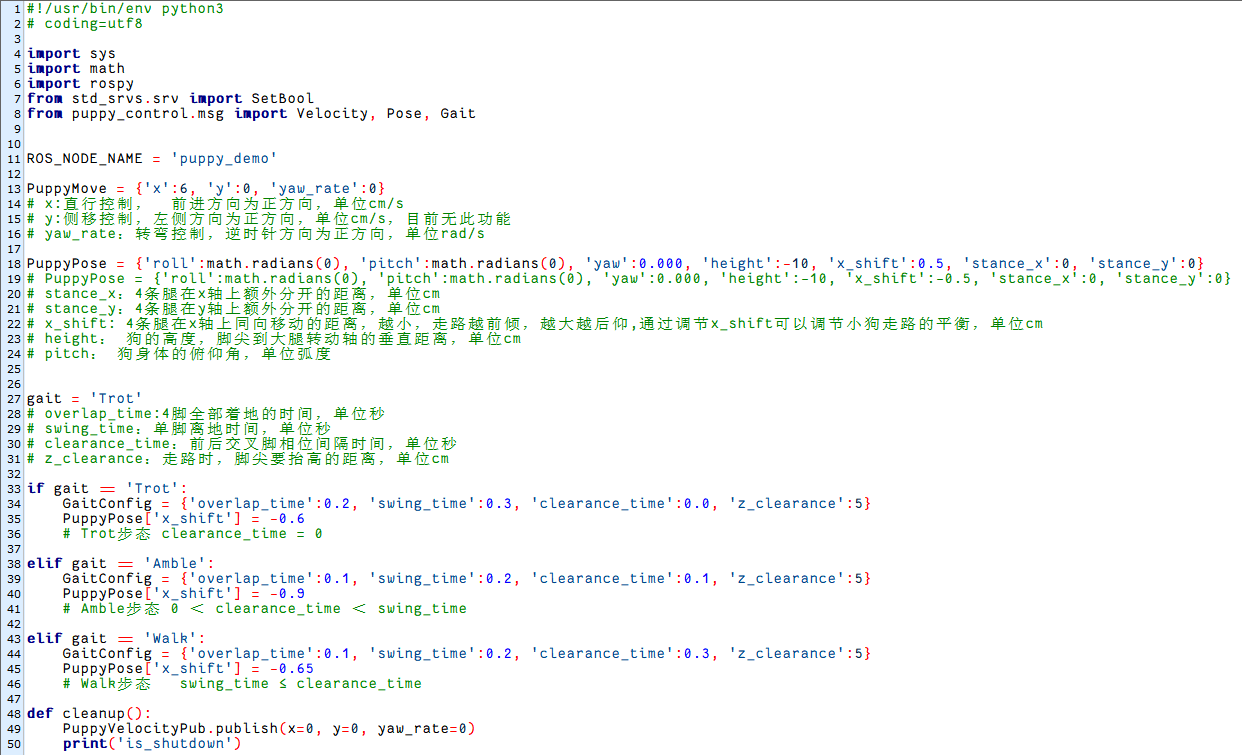 1 #!/usr/bin/env python3
2 # coding=utf8
3
4 import sys
5 import math
6 import rospy
7 from std_srvs.srv import SetBool
8 from puppy_control.msg import Velocity, Pose, Gait
9
10
11 ROS_NODE_NAME = 'puppy_demo'
12
13 PuppyMove = {'x':6, 'y':0, 'yaw_rate':0}
14 # x:直行控制，  前进方向为正方向，单位cm/s
15 # y:侧移控制，左侧方向为正方向，单位cm/s，目前无此功能
16 # yaw_rate：转弯控制，逆时针方向为正方向，单位rad/s
17
18 PuppyPose = {'roll':math.radians(0), 'pitch':math.radians(0), 'yaw':0.000, 'height':-10, 'x_shift':0.5, 'stance_x':0, 'stance_y':0}
19 # PuppyPose = {'roll':math.radians(0), 'pitch':math.radians(0), 'yaw':0.000, 'height':-10, 'x_shift':-0.5, 'stance_x':0, 'stance_y':0}
20 # stance_x：4条腿在x轴上额外分开的距离，单位cm
21 # stance_y：4条腿在y轴上额外分开的距离，单位cm
22 # x_shift: 4条腿在x轴上同向移动的距离，越小，走路越前倾，越大越后仰,通过调节x_shift可以调节小狗走路的平衡，单位cm
23 # height： 狗的高度，脚尖到大腿转动轴的垂直距离，单位cm
24 # pitch： 狗身体的俯仰角，单位弧度
25
26
27 gait = 'Trot'
28 # overlap_time:4脚全部着地的时间，单位秒
29 # swing_time：单脚离地时间，单位秒
30 # clearance_time：前后交叉脚相位间隔时间，单位秒
31 # z_clearance：走路时，脚尖要抬高的距离，单位cm
32
33 if gait == 'Trot':
34     GaitConfig = {'overlap_time':0.2, 'swing_time':0.3, 'clearance_time':0.0, 'z_clearance':5}
35     PuppyPose['x_shift'] = -0.6
36     # Trot步态 clearance_time = 0
37
38 elif gait == 'Amble':
39     GaitConfig = {'overlap_time':0.1, 'swing_time':0.2, 'clearance_time':0.1, 'z_clearance':5}
40     PuppyPose['x_shift'] = -0.9
41     # Amble步态 0 ＜ clearance_time ＜ swing_time
42
43 elif gait == 'Walk':
44     GaitConfig = {'overlap_time':0.1, 'swing_time':0.2, 'clearance_time':0.3, 'z_clearance':5}
45     PuppyPose['x_shift'] = -0.65
46     # Walk步态   swing_time ≤ clearance_time
47
48 def cleanup():
49     PuppyVelocityPub.publish(x=0, y=0, yaw_rate=0)
50     print('is_shutdown')